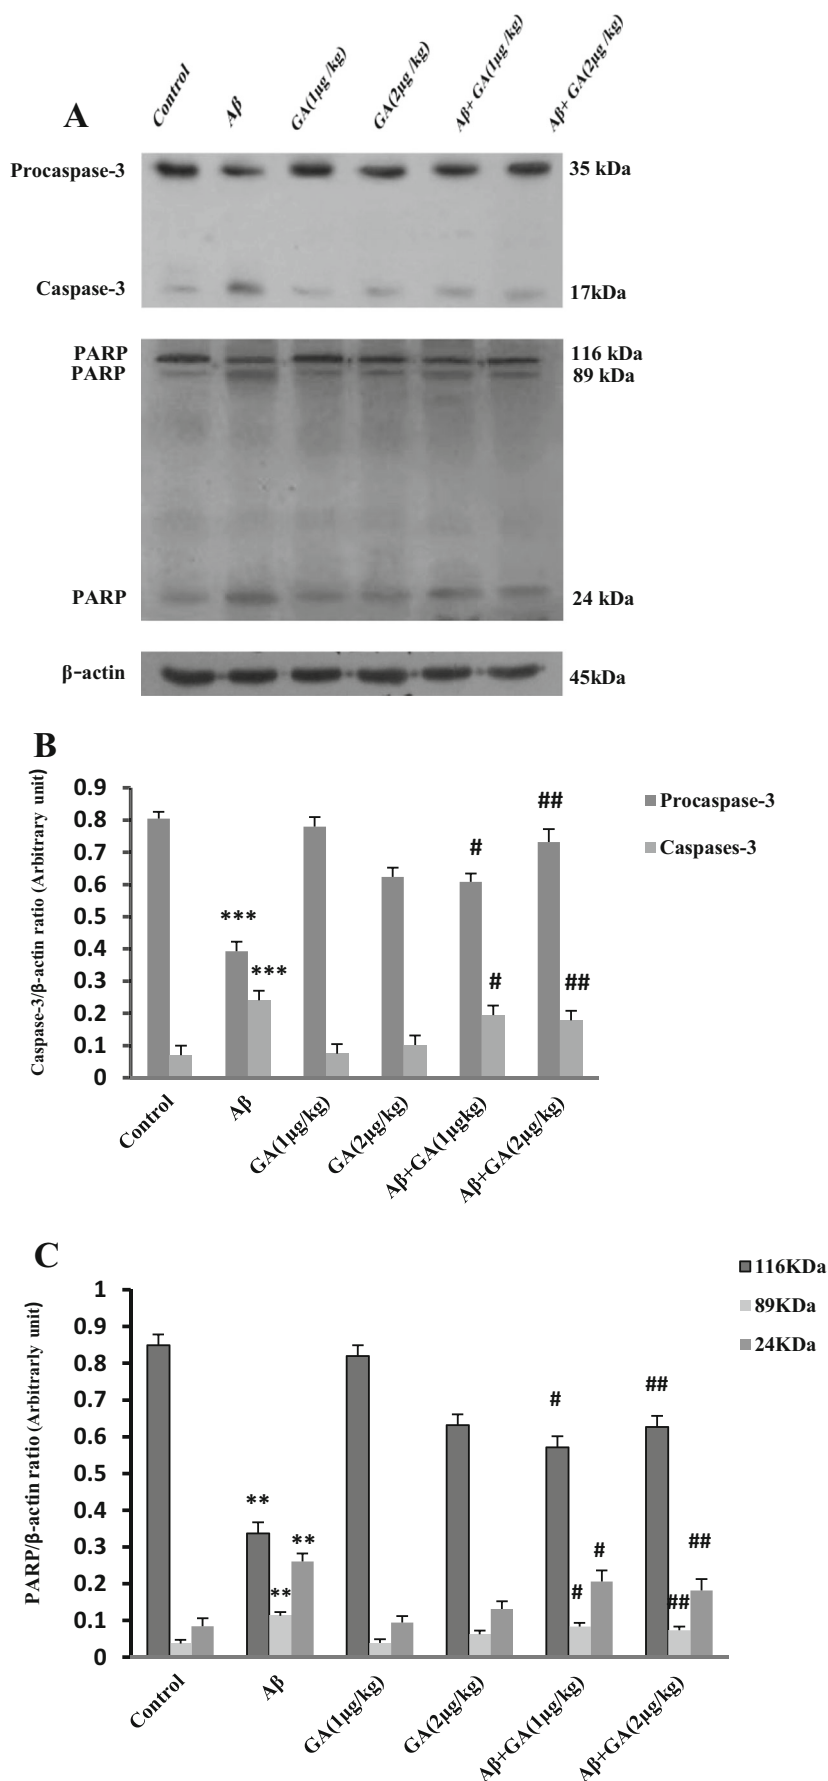 Control Aβ GA(1μg /kg) GA(2μg /kg) Aβ+ GA(1μg /kg) Aβ+ GA(2μg /kg)
A
Procaspase-3 35 kDa
Caspase-3 17kDa
PARP 116 kDa
PARP 89 kDa
PARP 24 kDa
β-actin 45kDa
B
Caspase-3/β-actin ratio (Arbitrary unit)
0.9
0.8
0.7
0.6
0.5
0.4
0.3
0.2
0.1
0
***
***
#
#
##
##
Procaspase-3
Caspases-3
Control Aβ GA(1μg/kg) GA(2μg/kg) Aβ+GA(1μgkg) Aβ+GA(2μg/kg)
C
PARP/β-actin ratio (Arbitrarly unit)
1
0.9
0.8
0.7
0.6
0.5
0.4
0.3
0.2
0.1
0
**
**
**
#
#
#
##
##
##
116KDa
89KDa
24KDa
Control Aβ GA(1μg/kg) GA(2μg/kg) Aβ+GA(1μg/kg) Aβ+GA(2μg/kg)